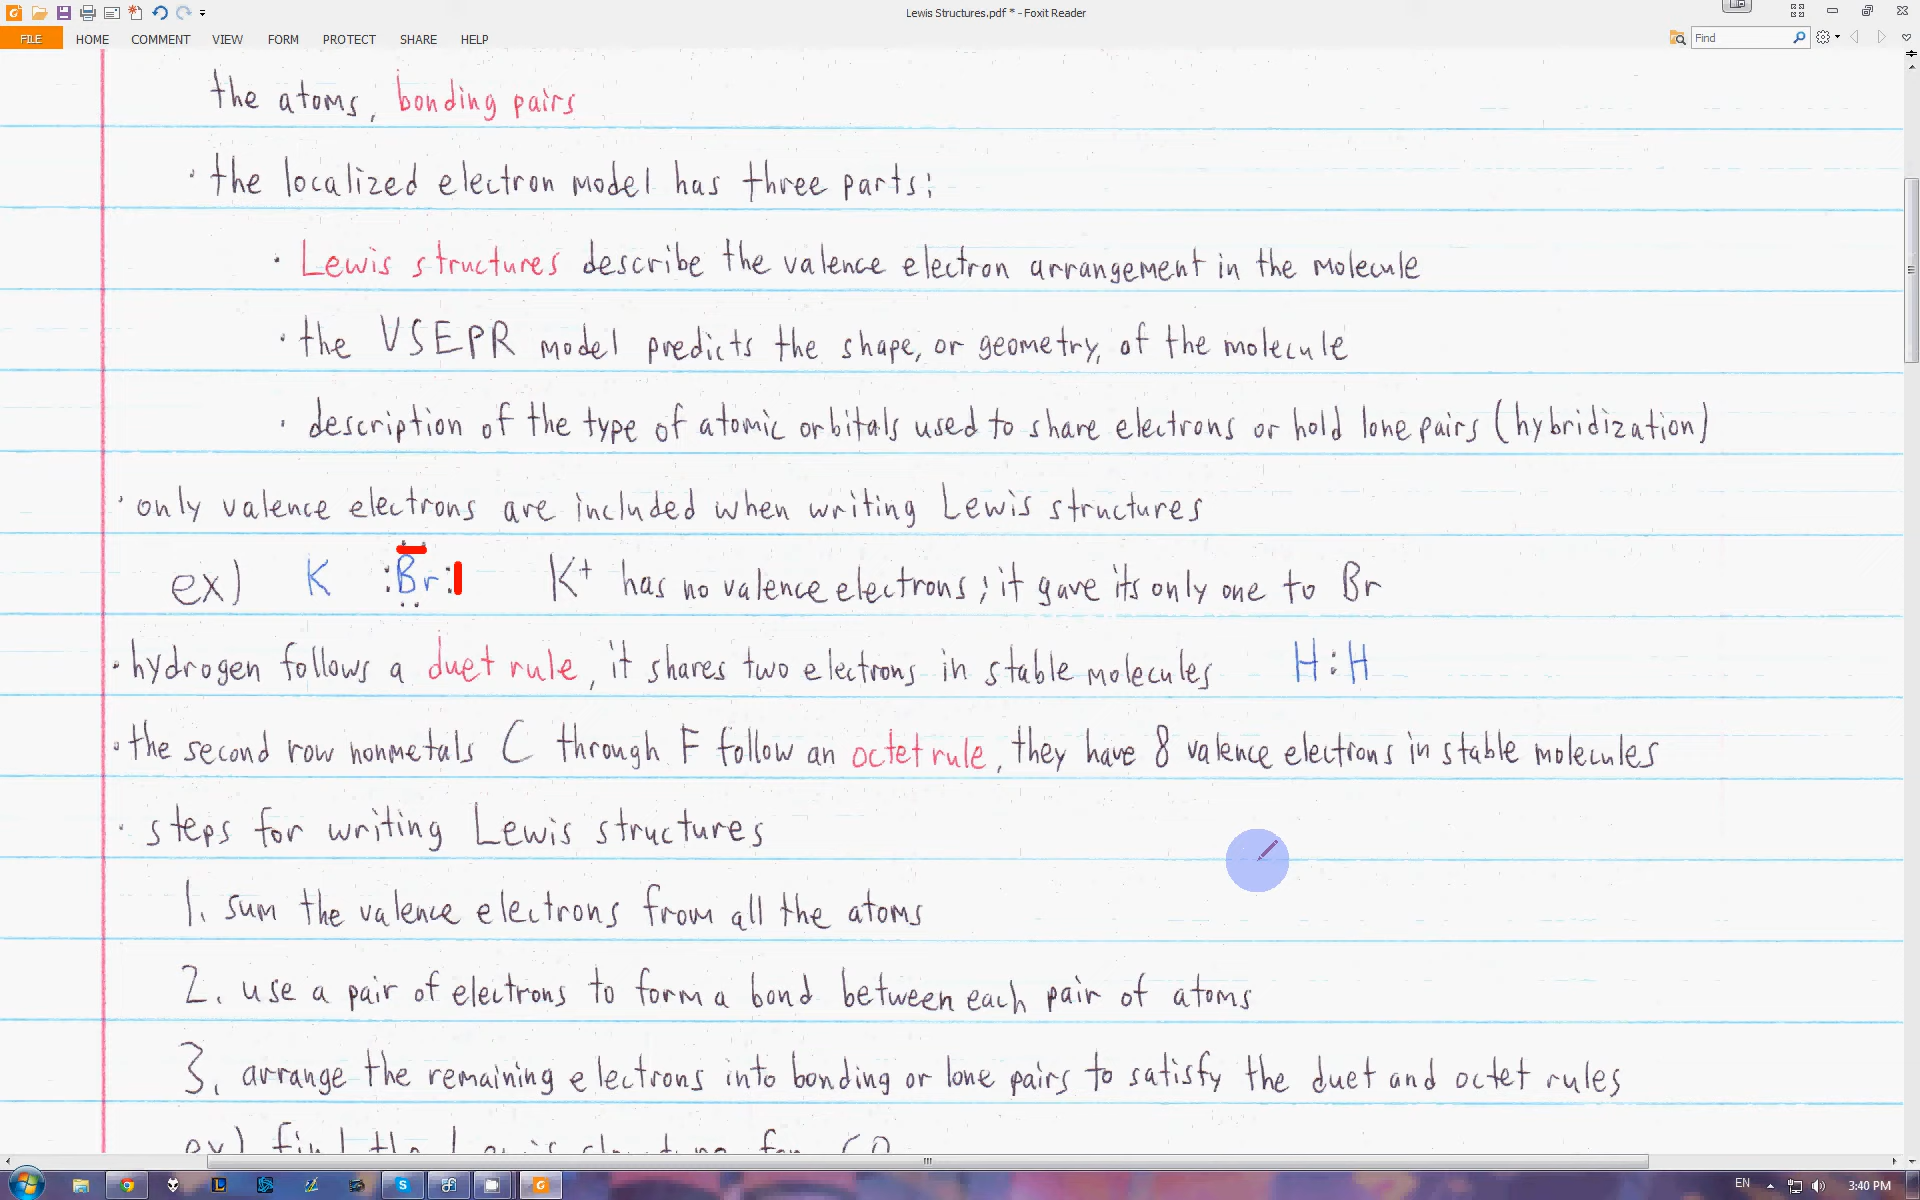 Lewis Structures.pdf * - Foxit Reader
FILE HOME COMMENT VIEW FORM PROTECT SHARE HELP Find
the atoms, bonding pairs
· the localized electron model has three parts:
· Lewis structures describe the valence electron arrangement in the molecule
· the VSEPR model predicts the shape, or geometry, of the molecule
· description of the type of atomic orbitals used to share electrons or hold lone pairs (hybridization)
· only valence electrons are included when writing Lewis structures
ex) K :Br: K+ has no valence electrons; it gave its only one to Br
· hydrogen follows a duet rule, it shares two electrons in stable molecules H:H
· the second row nonmetals C through F follow an octet rule, they have 8 valence electrons in stable molecules
· steps for writing Lewis structures
1. sum the valence electrons from all the atoms
2. use a pair of electrons to form a bond between each pair of atoms
3. arrange the remaining electrons into bonding or lone pairs to satisfy the duet and octet rules
EN 3:40 PM